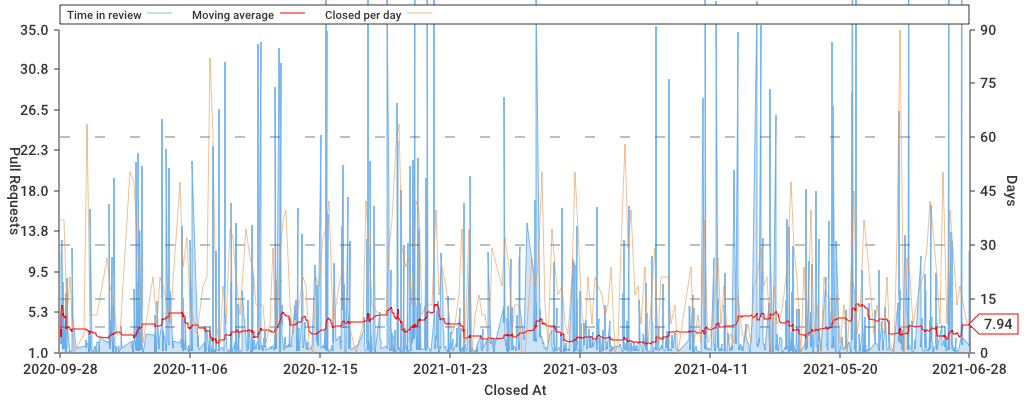 Time in review Moving average Closed per day
35.0 90
30.8 75
26.5
60
22.3
18.0 45
13.8 30
9.5
15
5.3
7.94
1.0 0
Pull Requests
Days
2020-09-28 2020-11-06 2020-12-15 2021-01-23 2021-03-03 2021-04-11 2021-05-20 2021-06-28
Closed At